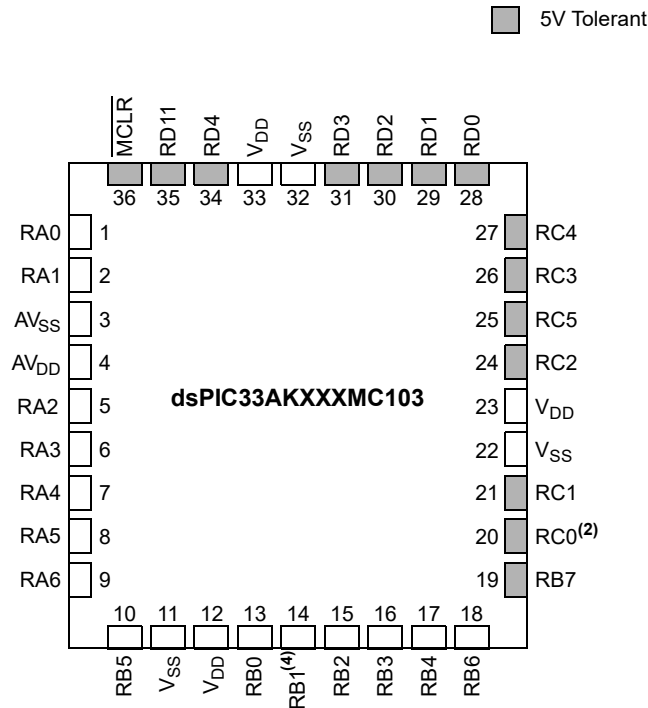 5V Tolerant
MCLR
RD11
RD4
VDD
VSS
RD3
RD2
RD1
RD0
36 35 34 33 32 31 30 29 28
RA0 1
RA1 2
AVSS 3
AVDD 4
RA2 5
RA3 6
RA4 7
RA5 8
RA6 9
dsPIC33AKXXXMC103
27 RC4
26 RC3
25 RC5
24 RC2
23 VDD
22 VSS
21 RC1
20 RC0(2)
19 RB7
10 11 12 13 14 15 16 17 18
RB5
VSS
VDD
RB0
RB1(4)
RB2
RB3
RB4
RB6